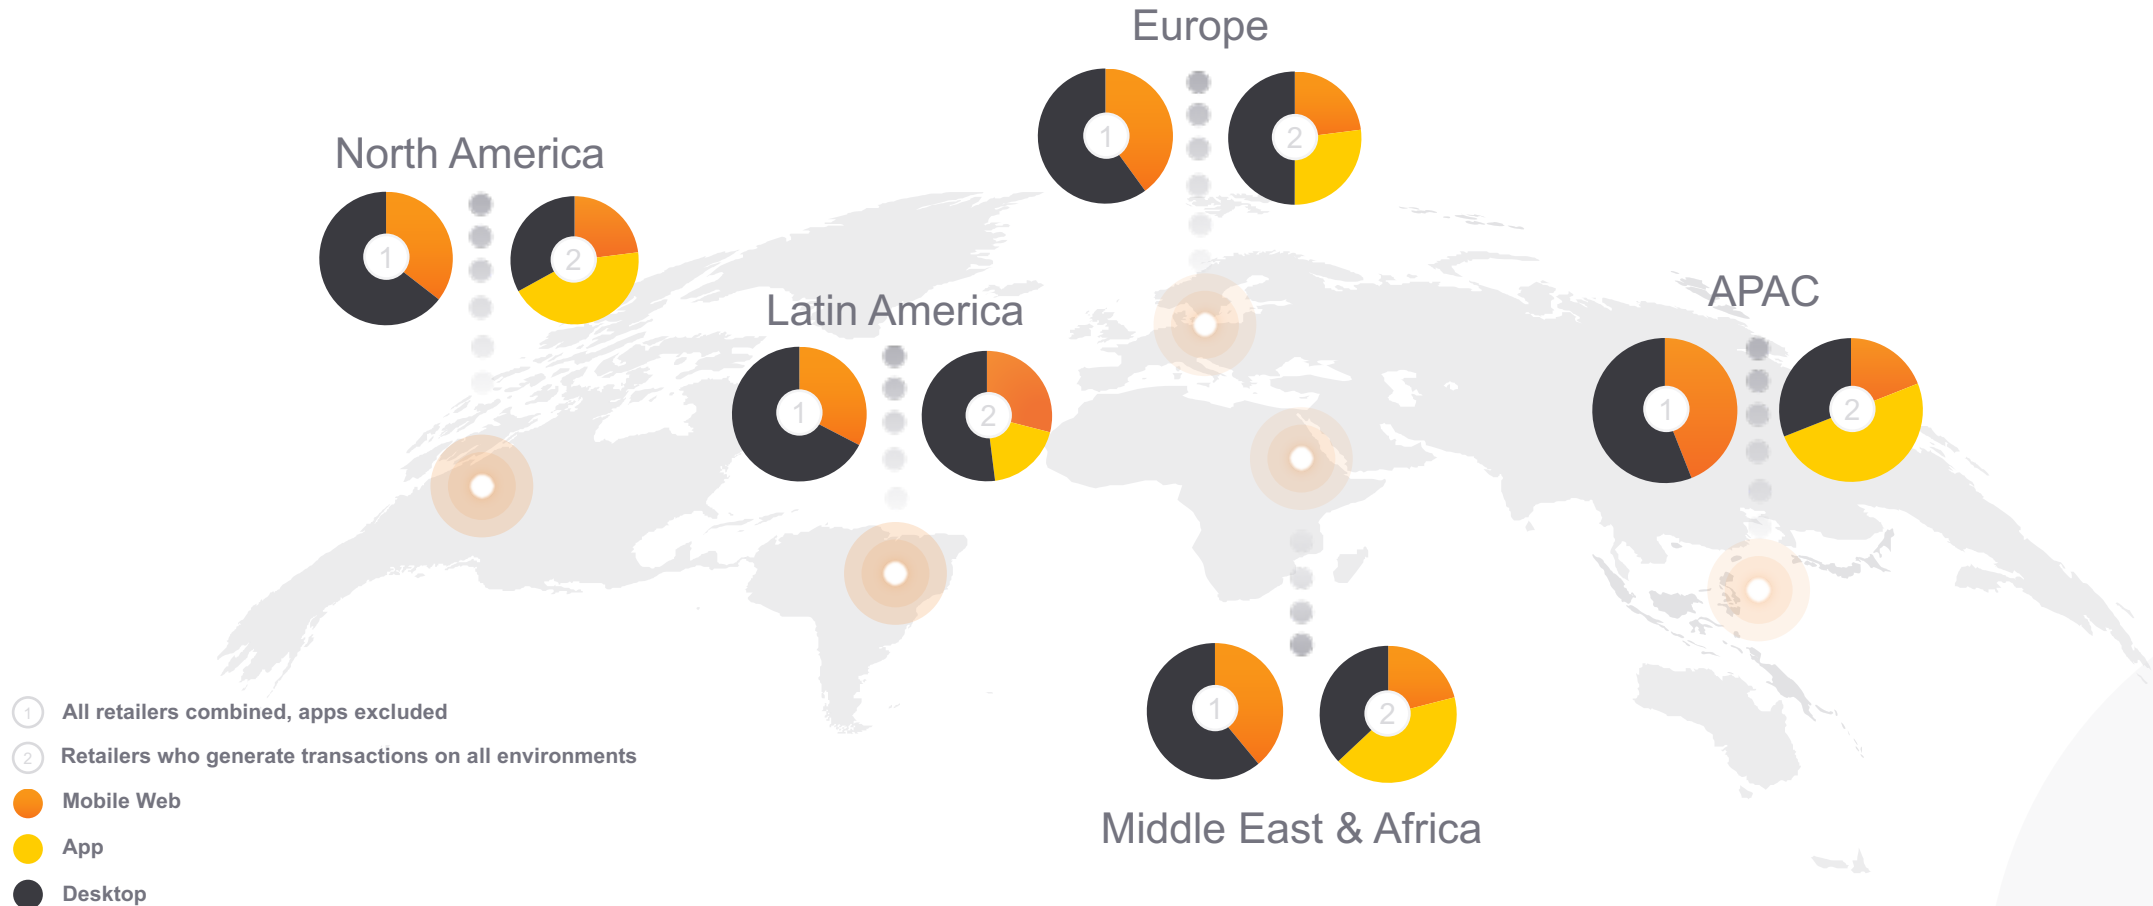 Europe
1
2
North America
1
2
Latin America
1
2
APAC
1
2
1
2
Middle East & Africa
1 All retailers combined, apps excluded
2 Retailers who generate transactions on all environments
Mobile Web
App
Desktop